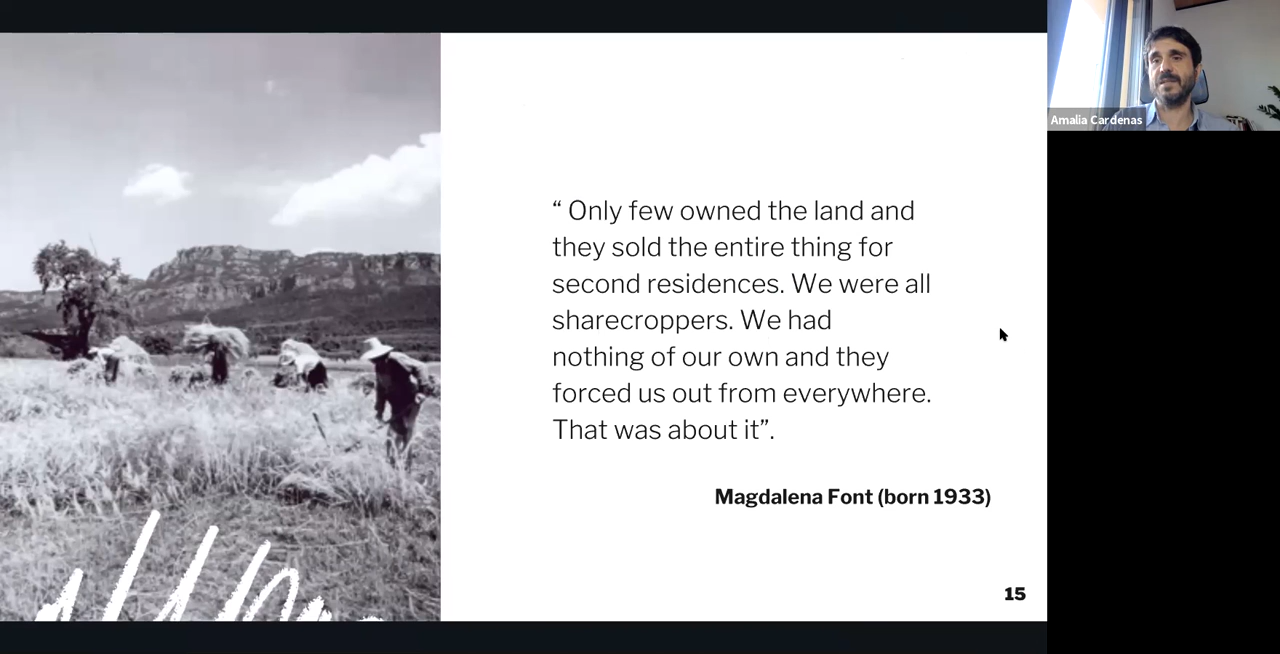 “ Only few owned the land and
they sold the entire thing for
second residences. We were all
sharecroppers. We had
nothing of our own and they
forced us out from everywhere.
That was about it”.
Magdalena Font (born 1933)
15
Amalia Cardenas